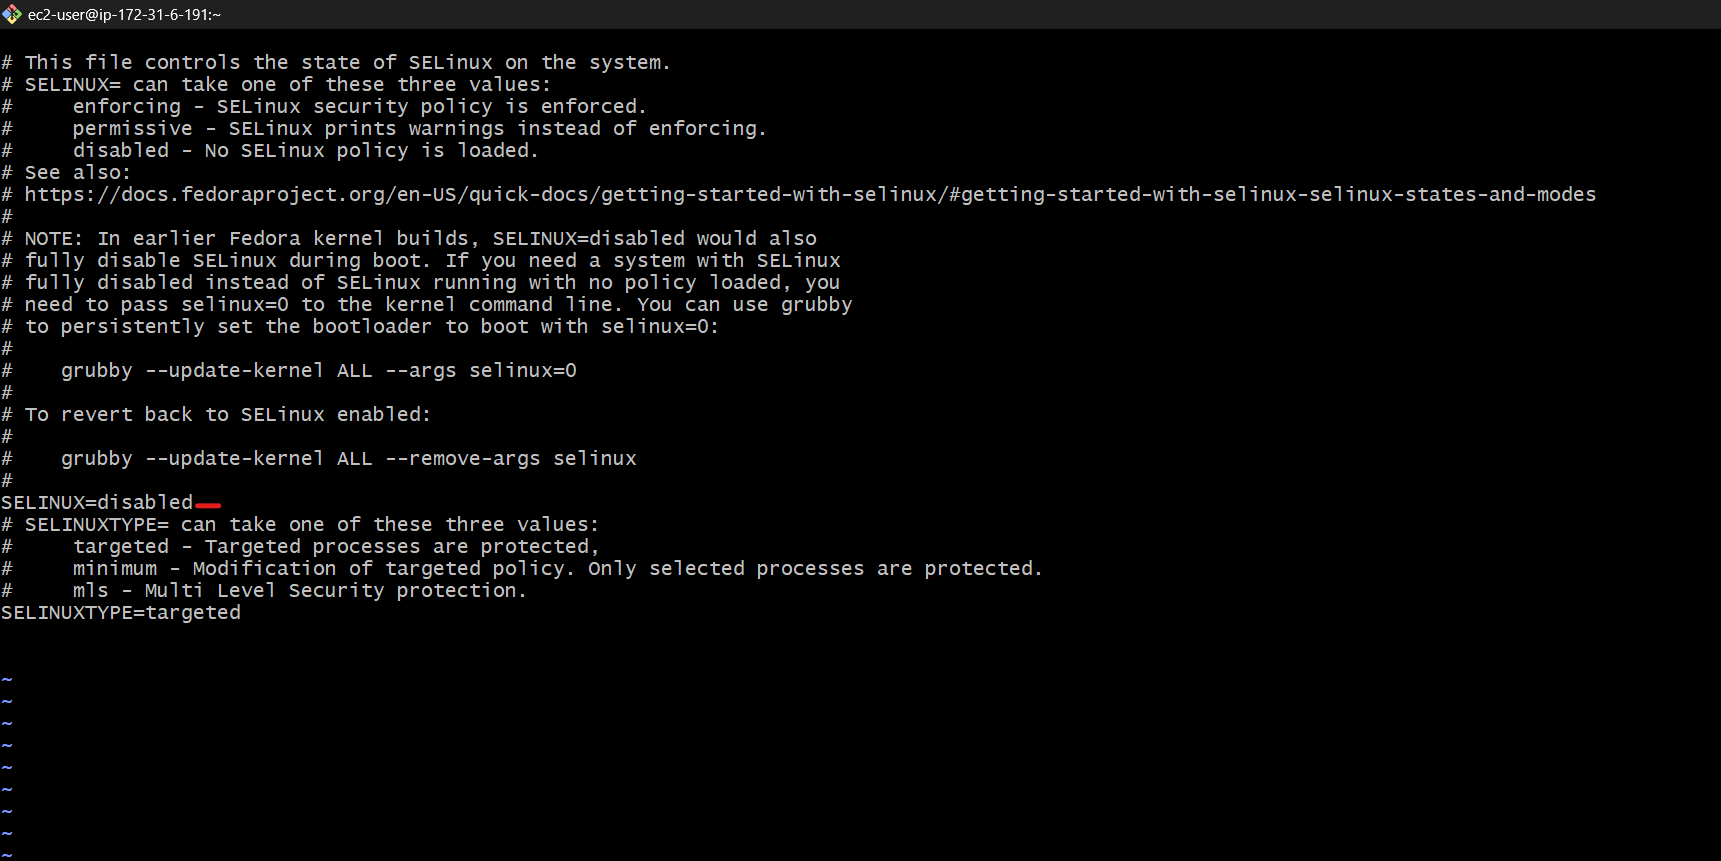 ec2-user@ip-172-31-6-191:~
# This file controls the state of SELinux on the system.
# SELINUX= can take one of these three values:
#     enforcing - SELinux security policy is enforced.
#     permissive - SELinux prints warnings instead of enforcing.
#     disabled - No SELinux policy is loaded.
# See also:
# https://docs.fedoraproject.org/en-US/quick-docs/getting-started-with-selinux/#getting-started-with-selinux-selinux-states-and-modes
#
# NOTE: In earlier Fedora kernel builds, SELINUX=disabled would also
# fully disable SELinux during boot. If you need a system with SELinux
# fully disabled instead of SELinux running with no policy loaded, you
# need to pass selinux=0 to the kernel command line. You can use grubby
# to persistently set the bootloader to boot with selinux=0:
#
#    grubby --update-kernel ALL --args selinux=0
#
# To revert back to SELinux enabled:
#
#    grubby --update-kernel ALL --remove-args selinux
#
SELINUX=disabled
# SELINUXTYPE= can take one of these three values:
#     targeted - Targeted processes are protected,
#     minimum - Modification of targeted policy. Only selected processes are protected.
#     mls - Multi Level Security protection.
SELINUXTYPE=targeted
~
~
~
~
~
~
~
~
~